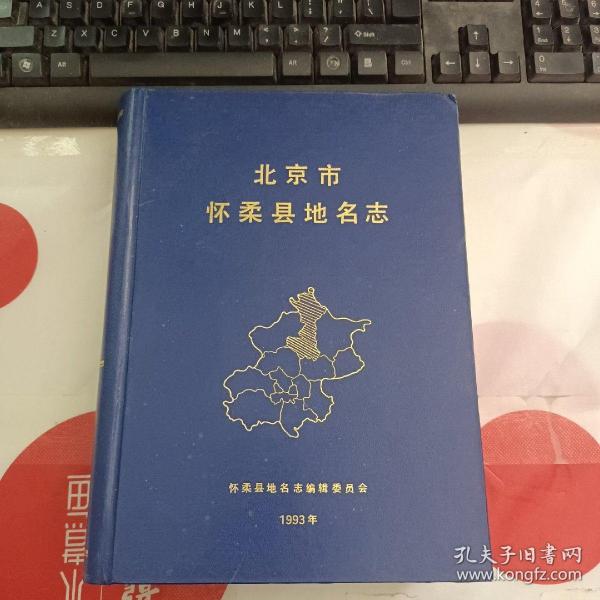 北京市
怀柔县地名志
怀柔县地名志编辑委员会
1993年
孔夫子旧书网
www.kongfz.com